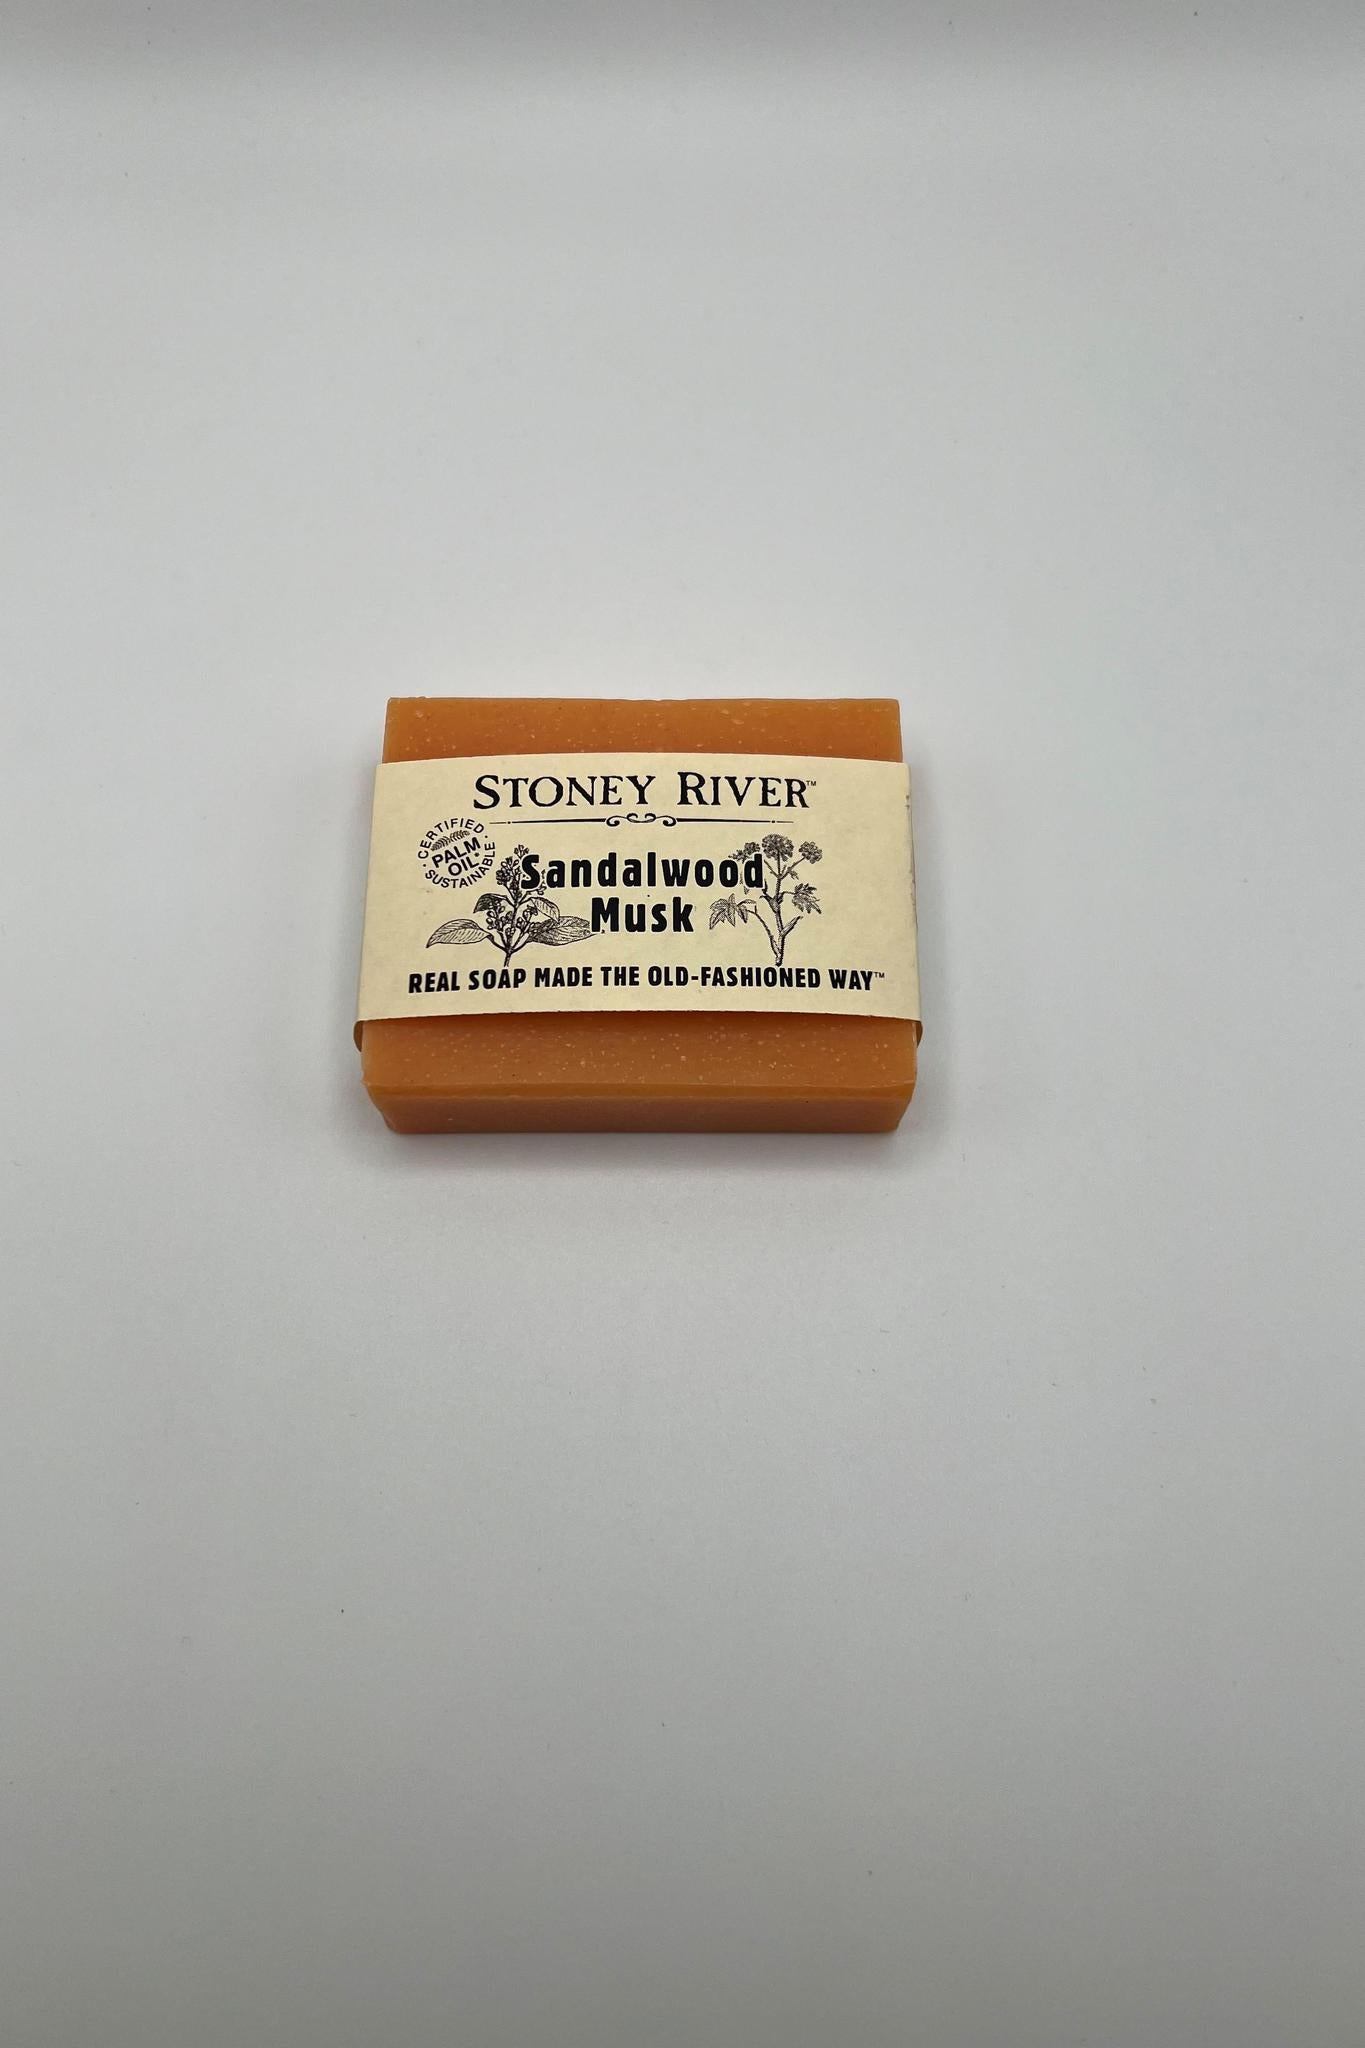 STONEY RIVER™
CERTIFIED
PALM
OIL
SUSTAINABLE
Sandalwood
Musk
REAL SOAP MADE THE OLD-FASHIONED WAY™